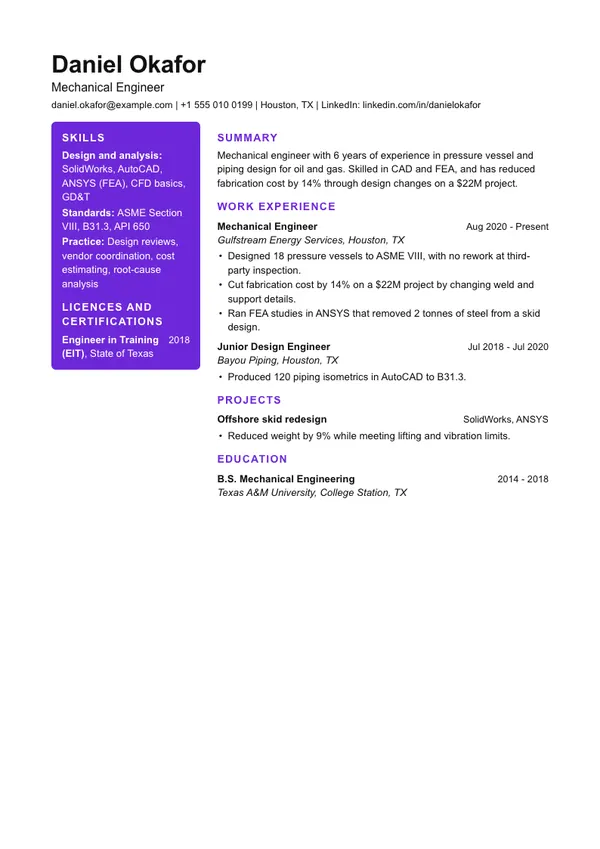 Daniel Okafor
Mechanical Engineer
daniel.okafor@example.com | +1 555 010 0199 | Houston, TX | LinkedIn: linkedin.com/in/danielokafor
SKILLS
Design and analysis:
SolidWorks, AutoCAD,
ANSYS (FEA), CFD basics,
GD&T
Standards: ASME Section
VIII, B31.3, API 650
Practice: Design reviews,
vendor coordination, cost
estimating, root-cause
analysis
LICENCES AND
CERTIFICATIONS
Engineer in Training 2018
(EIT), State of Texas
SUMMARY
Mechanical engineer with 6 years of experience in pressure vessel and
piping design for oil and gas. Skilled in CAD and FEA, and has reduced
fabrication cost by 14% through design changes on a $22M project.
WORK EXPERIENCE
Mechanical Engineer Aug 2020 - Present
Gulfstream Energy Services, Houston, TX
• Designed 18 pressure vessels to ASME VIII, with no rework at third-
party inspection.
• Cut fabrication cost by 14% on a $22M project by changing weld and
support details.
• Ran FEA studies in ANSYS that removed 2 tonnes of steel from a skid
design.
Junior Design Engineer Jul 2018 - Jul 2020
Bayou Piping, Houston, TX
• Produced 120 piping isometrics in AutoCAD to B31.3.
PROJECTS
Offshore skid redesign SolidWorks, ANSYS
• Reduced weight by 9% while meeting lifting and vibration limits.
EDUCATION
B.S. Mechanical Engineering 2014 - 2018
Texas A&M University, College Station, TX